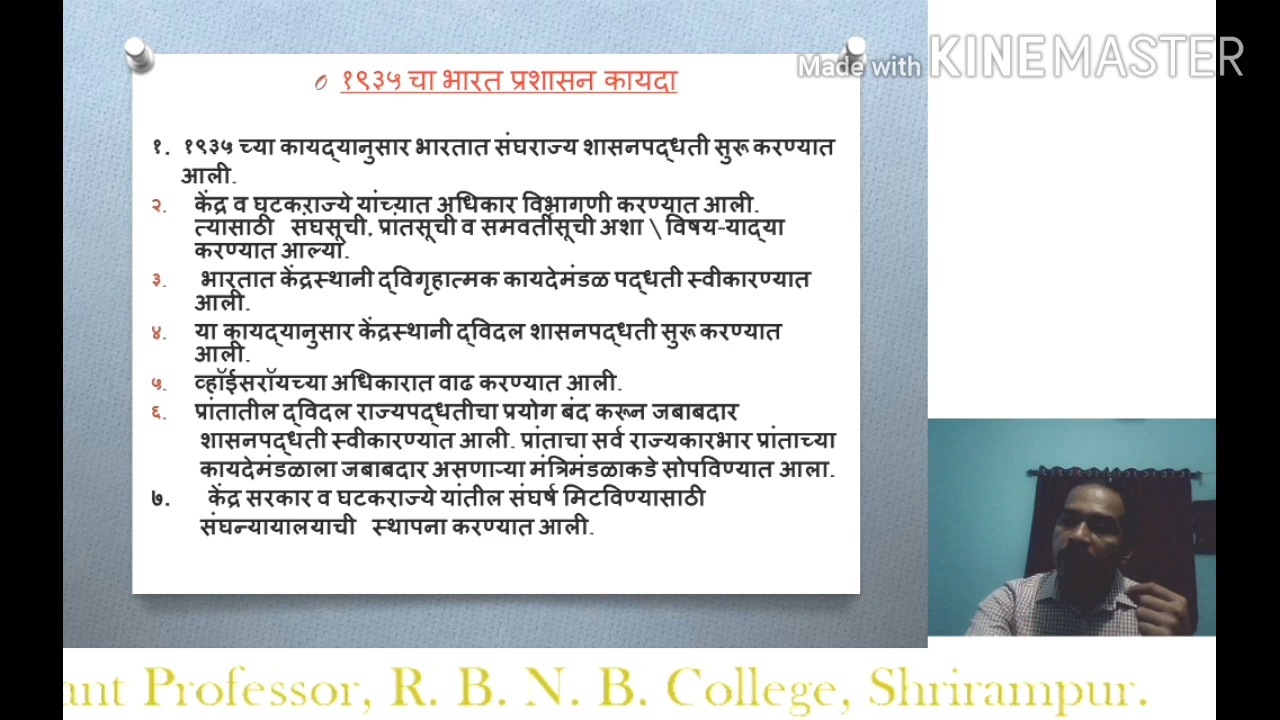 Made with KINEMASTER
१९३५ चा भारत प्रशासन कायदा
१. १९३५ च्या कायद्यानुसार भारतात संघराज्य शासनपद्धती सुरू करण्यात
आली.
२. केंद्र व घटकराज्ये यांच्यात अधिकार विभागणी करण्यात आली.
त्यासाठी संघसूची, प्रांतसूची व समवर्तीसूची अशा \ विषय-याद्या
करण्यात आल्या.
३. भारतात केंद्रस्थानी द्विगृहात्मक कायदेमंडळ पद्धती स्वीकारण्यात
आली.
४. या कायद्यानुसार केंद्रस्थानी द्विदल शासनपद्धती सुरू करण्यात
आली.
५. व्हॉईसरॉयच्या अधिकारात वाढ करण्यात आली.
६. प्रांतातील द्विदल राज्यपद्धतीचा प्रयोग बंद करून जबाबदार
शासनपद्धती स्वीकारण्यात आली. प्रांताचा सर्व राज्यकारभार प्रांताच्या
कायदेमंडळाला जबाबदार असणाऱ्या मंत्रिमंडळाकडे सोपविण्यात आला.
७. केंद्र सरकार व घटकराज्ये यांतील संघर्ष मिटविण्यासाठी
संघन्यायालयाची स्थापना करण्यात आली.
ant Professor, R. B. N. B. College, Shrirampur.